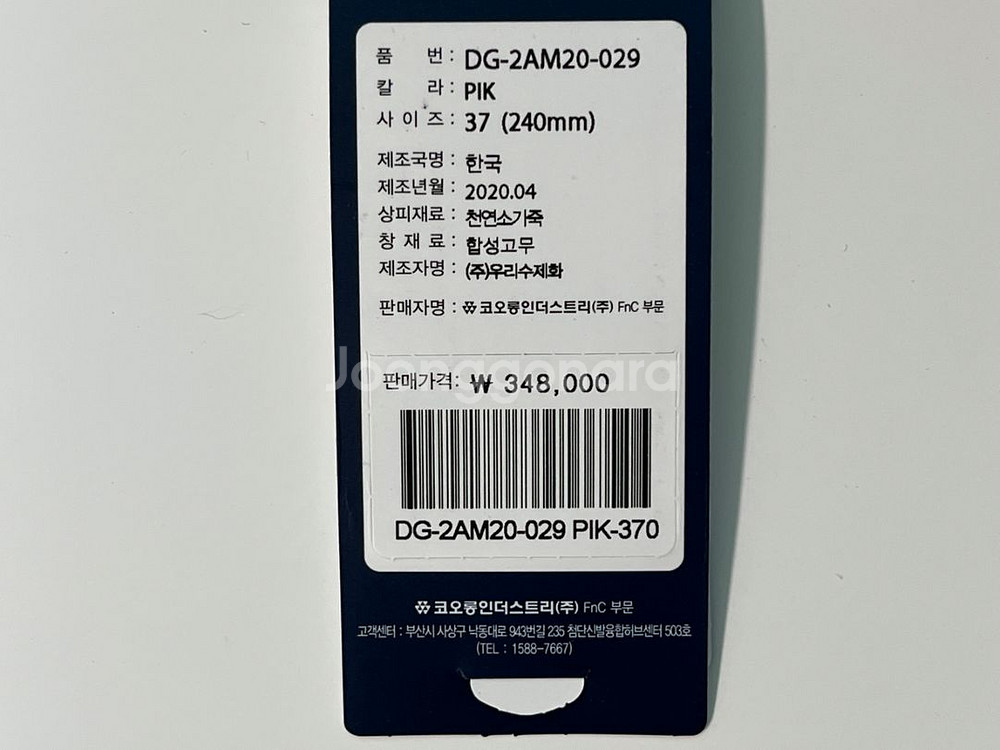 품 번 : DG-2AM20-029
칼 라 : PIK
사 이 즈 : 37 (240mm)
제조국명 : 한국
제조년월 : 2020.04
상피재료 : 천연소가죽
창 재 료 : 합성고무
제조자명 : (주)우리수제화
판매자명 : 코오롱인더스트리(주) FnC 부문
Joonggonara
판매가격: ₩ 348,000
DG-2AM20-029 PIK-370
코오롱인더스트리(주) FnC 부문
고객센터 : 부산시 사상구 낙동대로 943번길 235 첨단신발융합허브센터 503호
(TEL : 1588-7667)